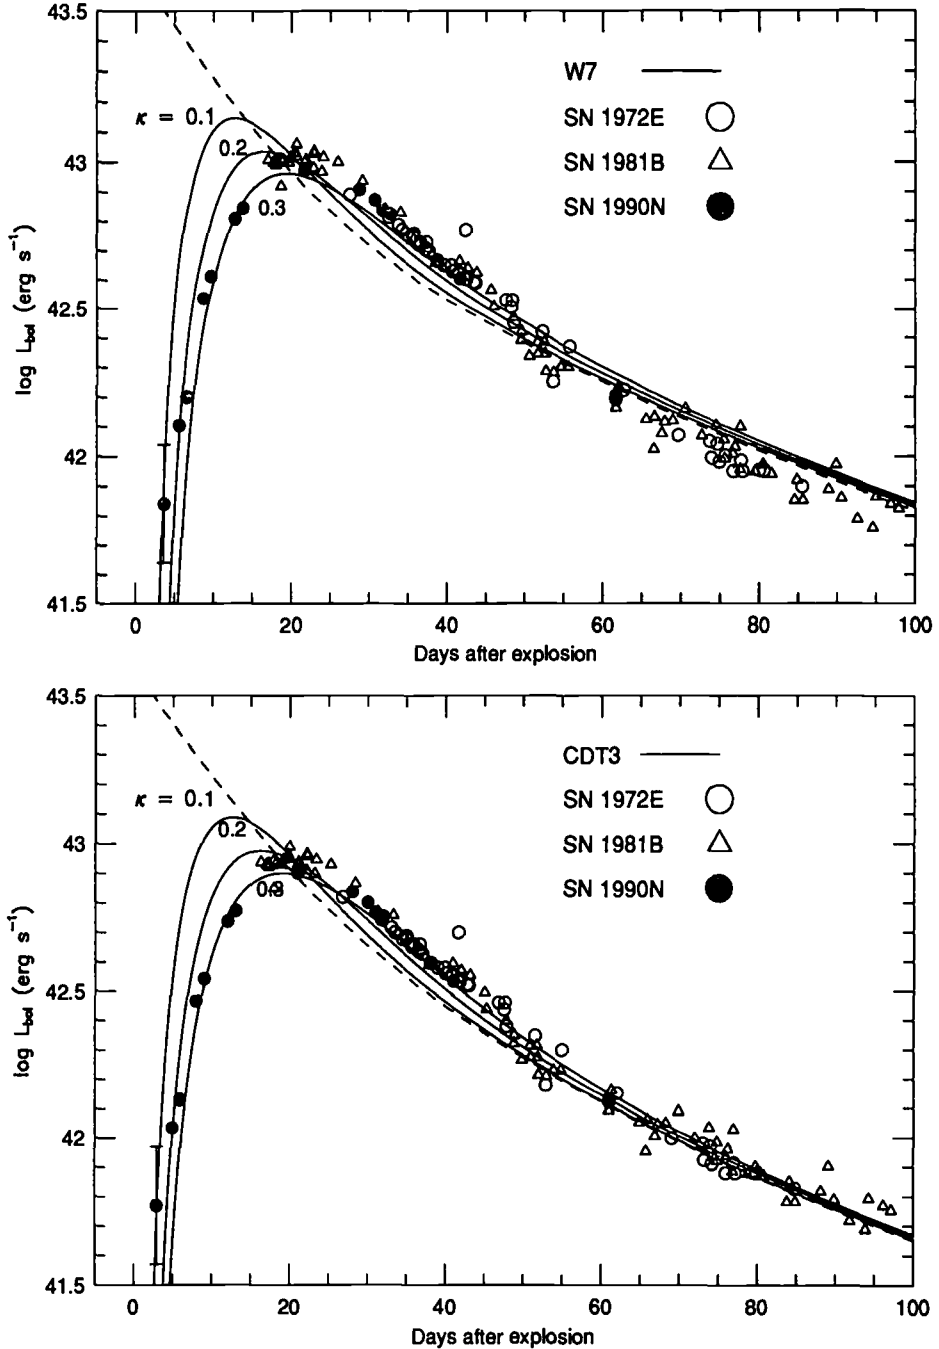 43.5
43
42.5
42
41.5
log L_bol (erg s⁻¹)
κ = 0.1
0.2
0.3
W7
SN 1972E
SN 1981B
SN 1990N
0 20 40 60 80 100
Days after explosion
43.5
43
42.5
42
41.5
log L_bol (erg s⁻¹)
κ = 0.1
0.2
0.3
CDT3
SN 1972E
SN 1981B
SN 1990N
0 20 40 60 80 100
Days after explosion